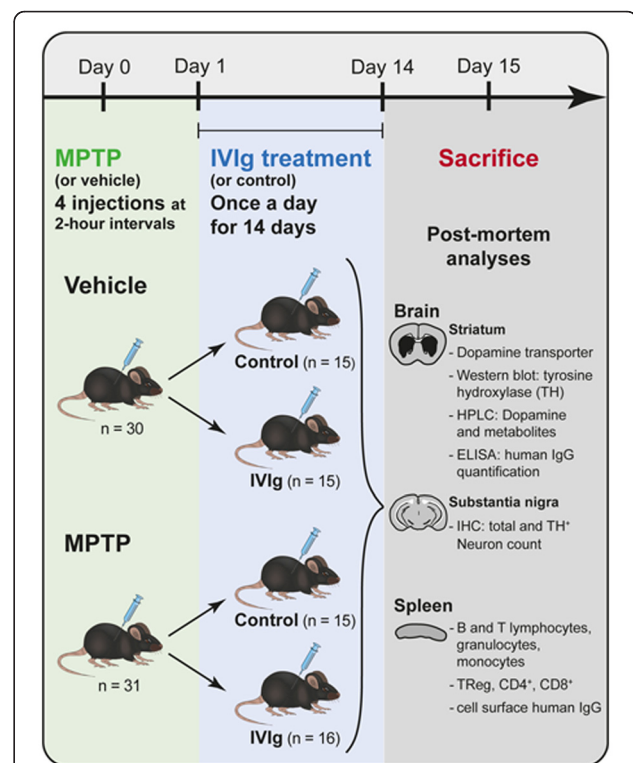 Day 0
Day 1
Day 14
Day 15
MPTP
(or vehicle)
4 injections at
2-hour intervals
IVIg treatment
(or control)
Once a day
for 14 days
Sacrifice
Post-mortem
analyses
Vehicle
n = 30
Control (n = 15)
IVIg (n = 15)
MPTP
n = 31
Control (n = 15)
IVIg (n = 16)
Brain
Striatum
- Dopamine transporter
- Western blot: tyrosine
hydroxylase (TH)
- HPLC: Dopamine
and metabolites
- ELISA: human IgG
quantification
Substantia nigra
- IHC: total and TH⁺
Neuron count
Spleen
- B and T lymphocytes,
granulocytes,
monocytes
- TReg, CD4⁺, CD8⁺
- cell surface human IgG